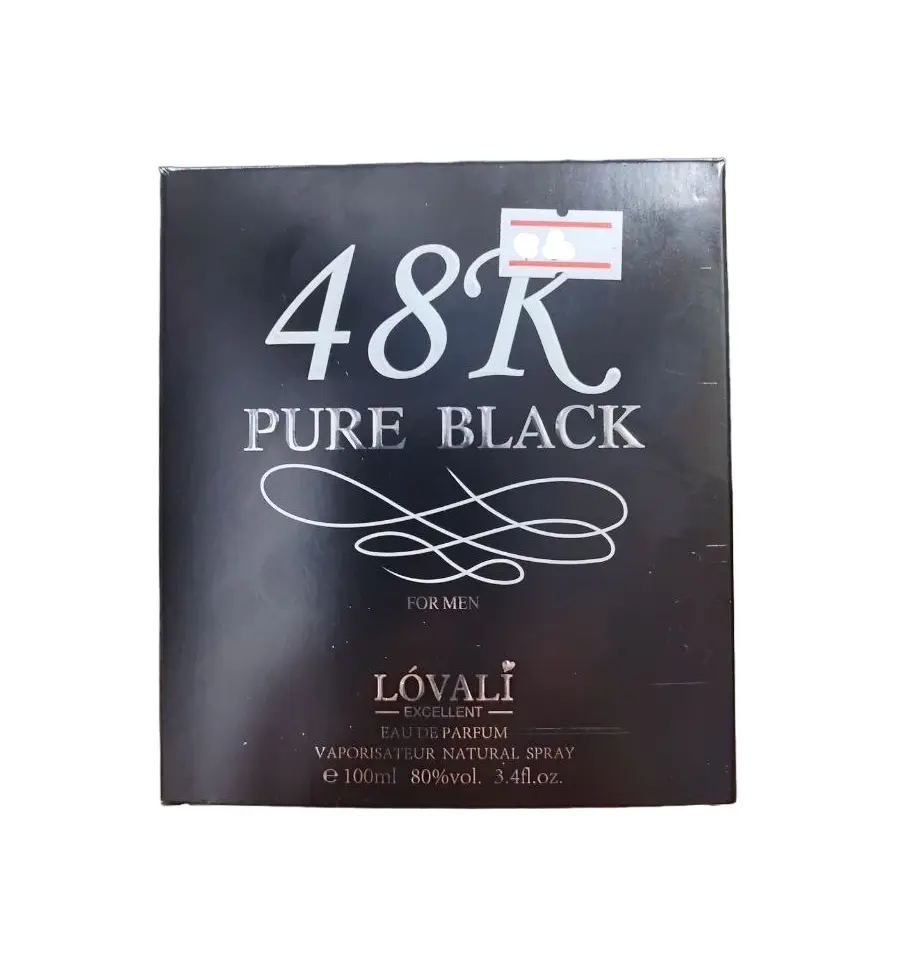 48K
PURE BLACK
FOR MEN
LÓVALI
EXCELLENT
EAU DE PARFUM
VAPORISATEUR NATURAL SPRAY
℮ 100ml 80%vol. 3.4fl.oz.